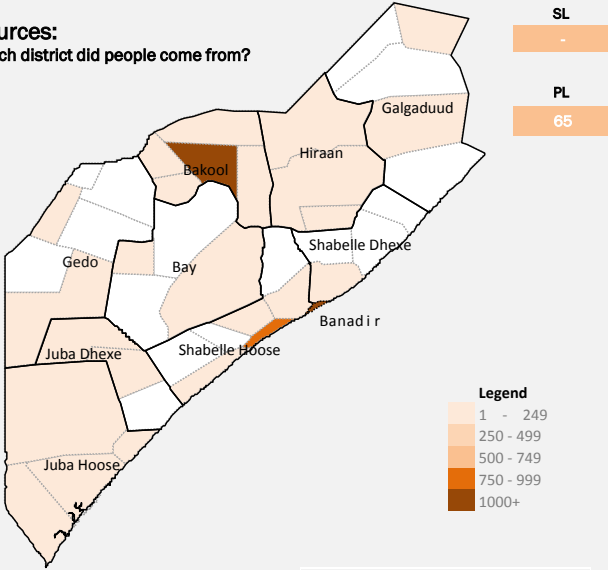 urces:
ch district did people come from?
SL
-
PL
65
Galgaduud
Hiraan
Bakool
Shabelle Dhexe
Gedo
Bay
Banadir
Shabelle Hoose
Juba Dhexe
Juba Hoose
Legend
1 - 249
250 - 499
500 - 749
750 - 999
1000+